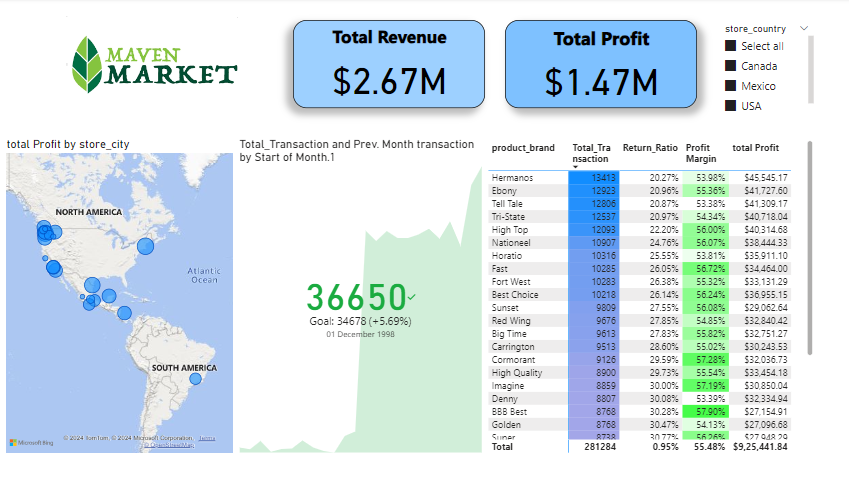 MAVEN
MARKET
Total Revenue
$2.67M
Total Profit
$1.47M
store_country
Select all
Canada
Mexico
USA
total Profit by store_city
NORTH AMERICA
Atlantic
Ocean
SOUTH AMERICA
Microsoft Bing
© 2024 TomTom, © 2024 Microsoft Corporation, Terms
© OpenStreetMap
Total_Transaction and Prev. Month transaction
by Start of Month.1
36650
Goal: 34678 (+5.69%)
01 December 1998
product_brand Total_Tra Return_Ratio Profit total Profit
nsaction Margin
Hermanos 13413 20.27% 53.98% $45,545.17
Ebony 12923 20.96% 55.36% $41,727.60
Tell Tale 12806 20.87% 53.38% $41,309.17
Tri-State 12537 20.97% 54.34% $40,718.04
High Top 12093 22.20% 56.00% $40,314.68
Nationeel 10907 24.76% 56.07% $38,444.33
Horatio 10316 25.55% 53.81% $35,911.10
Fast 10285 26.05% 56.72% $34,464.00
Fort West 10283 26.38% 55.32% $33,131.29
Best Choice 10218 26.14% 56.24% $36,955.15
Sunset 9809 27.55% 56.08% $29,062.64
Red Wing 9676 27.85% 54.85% $32,840.42
Big Time 9613 27.83% 55.82% $32,751.27
Carrington 9513 28.60% 55.02% $30,243.53
Cormorant 9126 29.59% 57.28% $32,036.73
High Quality 8900 29.73% 55.54% $33,454.18
Imagine 8859 30.00% 57.19% $30,850.04
Denny 8807 30.08% 53.39% $32,334.94
BBB Best 8768 30.28% 57.90% $27,154.91
Golden 8768 30.47% 54.13% $27,096.68
Super 8738 30.77% 56.26% $27,948.29
Total 281284 0.95% 55.48% $9,25,441.84